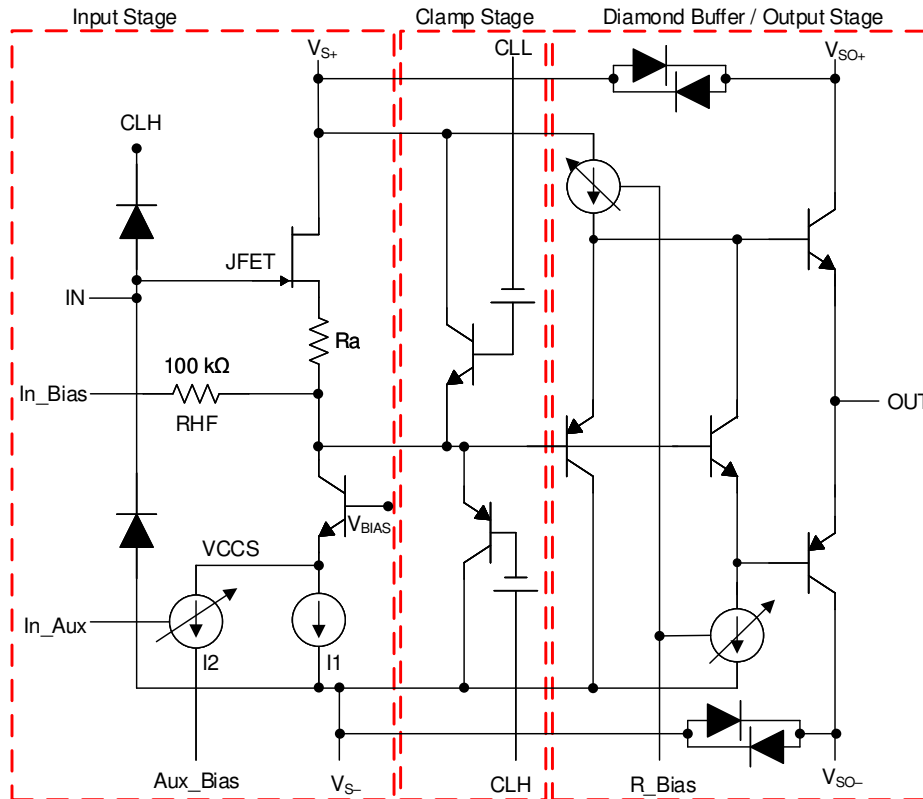 Input Stage
Clamp Stage
Diamond Buffer / Output Stage
VS+
CLL
VSO+
CLH
JFET
IN
Ra
100 kΩ
In_Bias
RHF
OUT
VBIAS
VCCS
In_Aux
I2
I1
Aux_Bias
VS–
CLH
R_Bias
VSO–